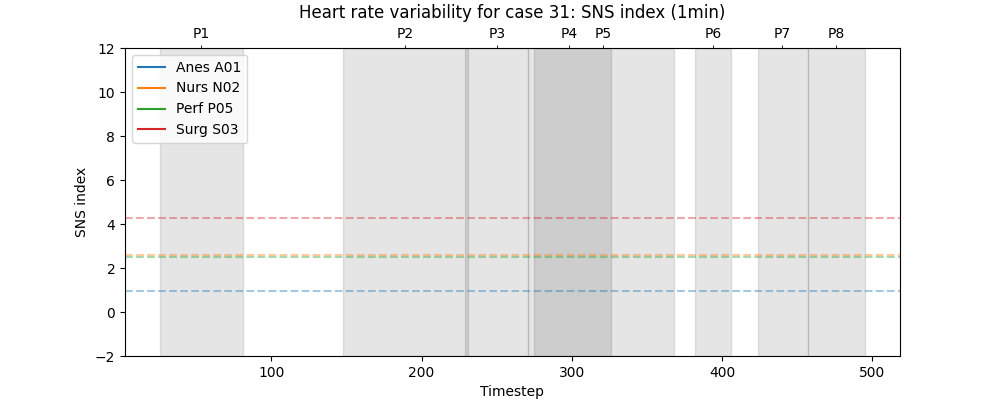 Heart rate variability for case 31: SNS index (1min)
P1 P2 P3 P4 P5 P6 P7 P8
12
10
8
6
4
2
0
−2
SNS index
Anes A01
Nurs N02
Perf P05
Surg S03
100 200 300 400 500
Timestep